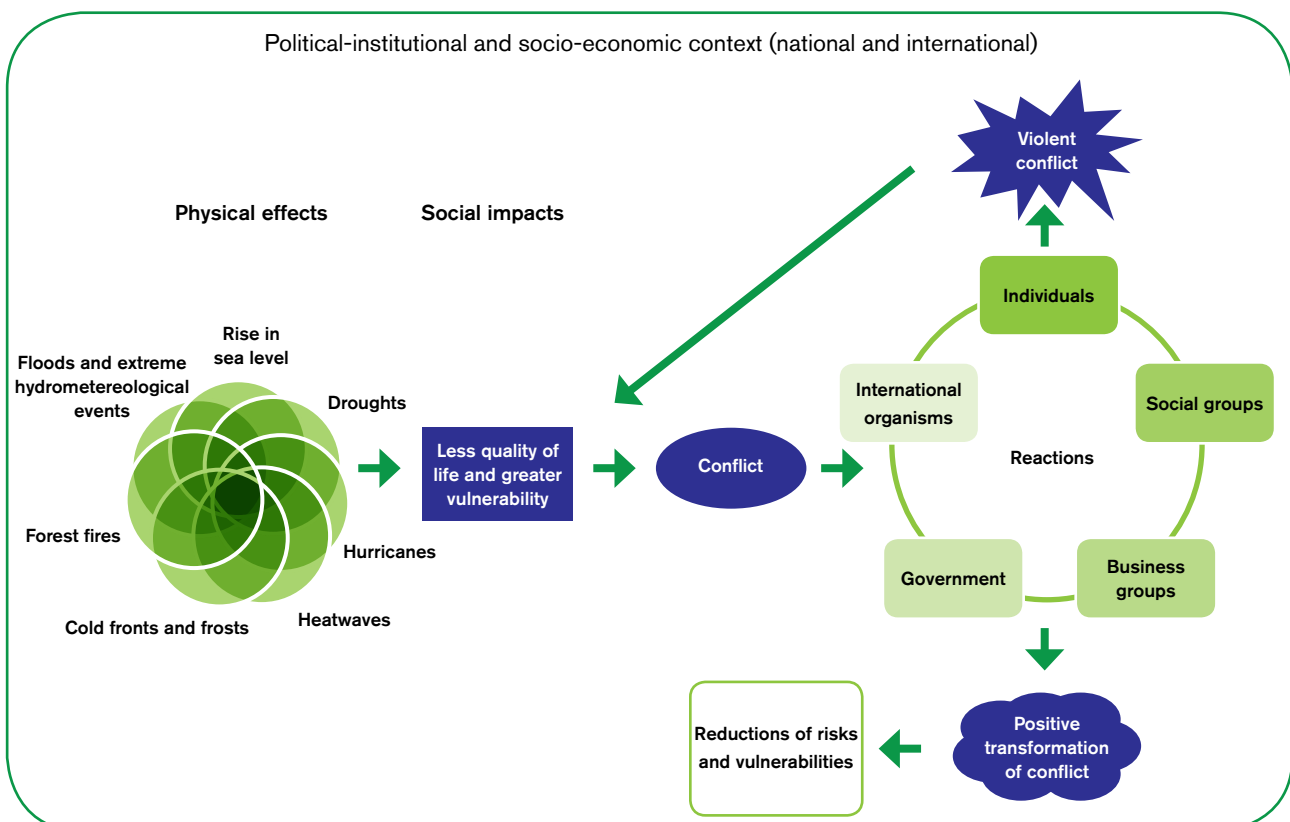 Political-institutional and socio-economic context (national and international)
Violent
conflict
Physical effects
Social impacts
Individuals
Rise in
sea level
Floods and extreme
hydrometereological
events
Droughts
International
organisms
Social groups
Less quality of
life and greater
vulnerability
Conflict
Reactions
Forest fires
Hurricanes
Government
Business
groups
Heatwaves
Cold fronts and frosts
Reductions of risks
and vulnerabilities
Positive
transformation
of conflict